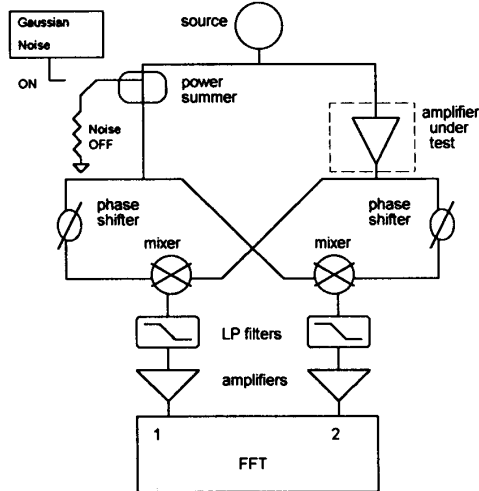 Gaussian
Noise
source
ON
power
summer
Noise
OFF
amplifier
under
test
phase
shifter
phase
shifter
mixer
mixer
LP filters
amplifiers
1
2
FFT